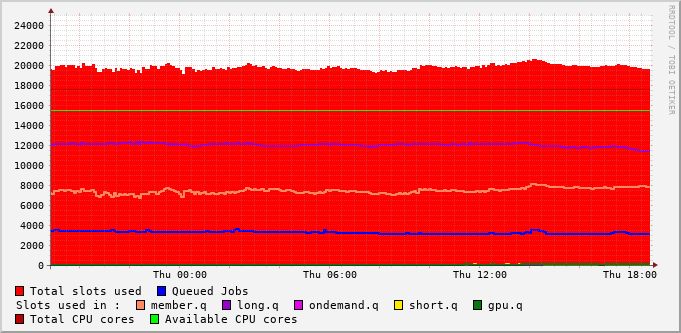 24000
22000
20000
18000
16000
14000
12000
10000
8000
6000
4000
2000
0
Thu 00:00 Thu 06:00 Thu 12:00 Thu 18:00
RRDTOOL / TOBI OETIKER
Total slots used Queued Jobs
Slots used in : member.q long.q ondemand.q short.q gpu.q
Total CPU cores Available CPU cores